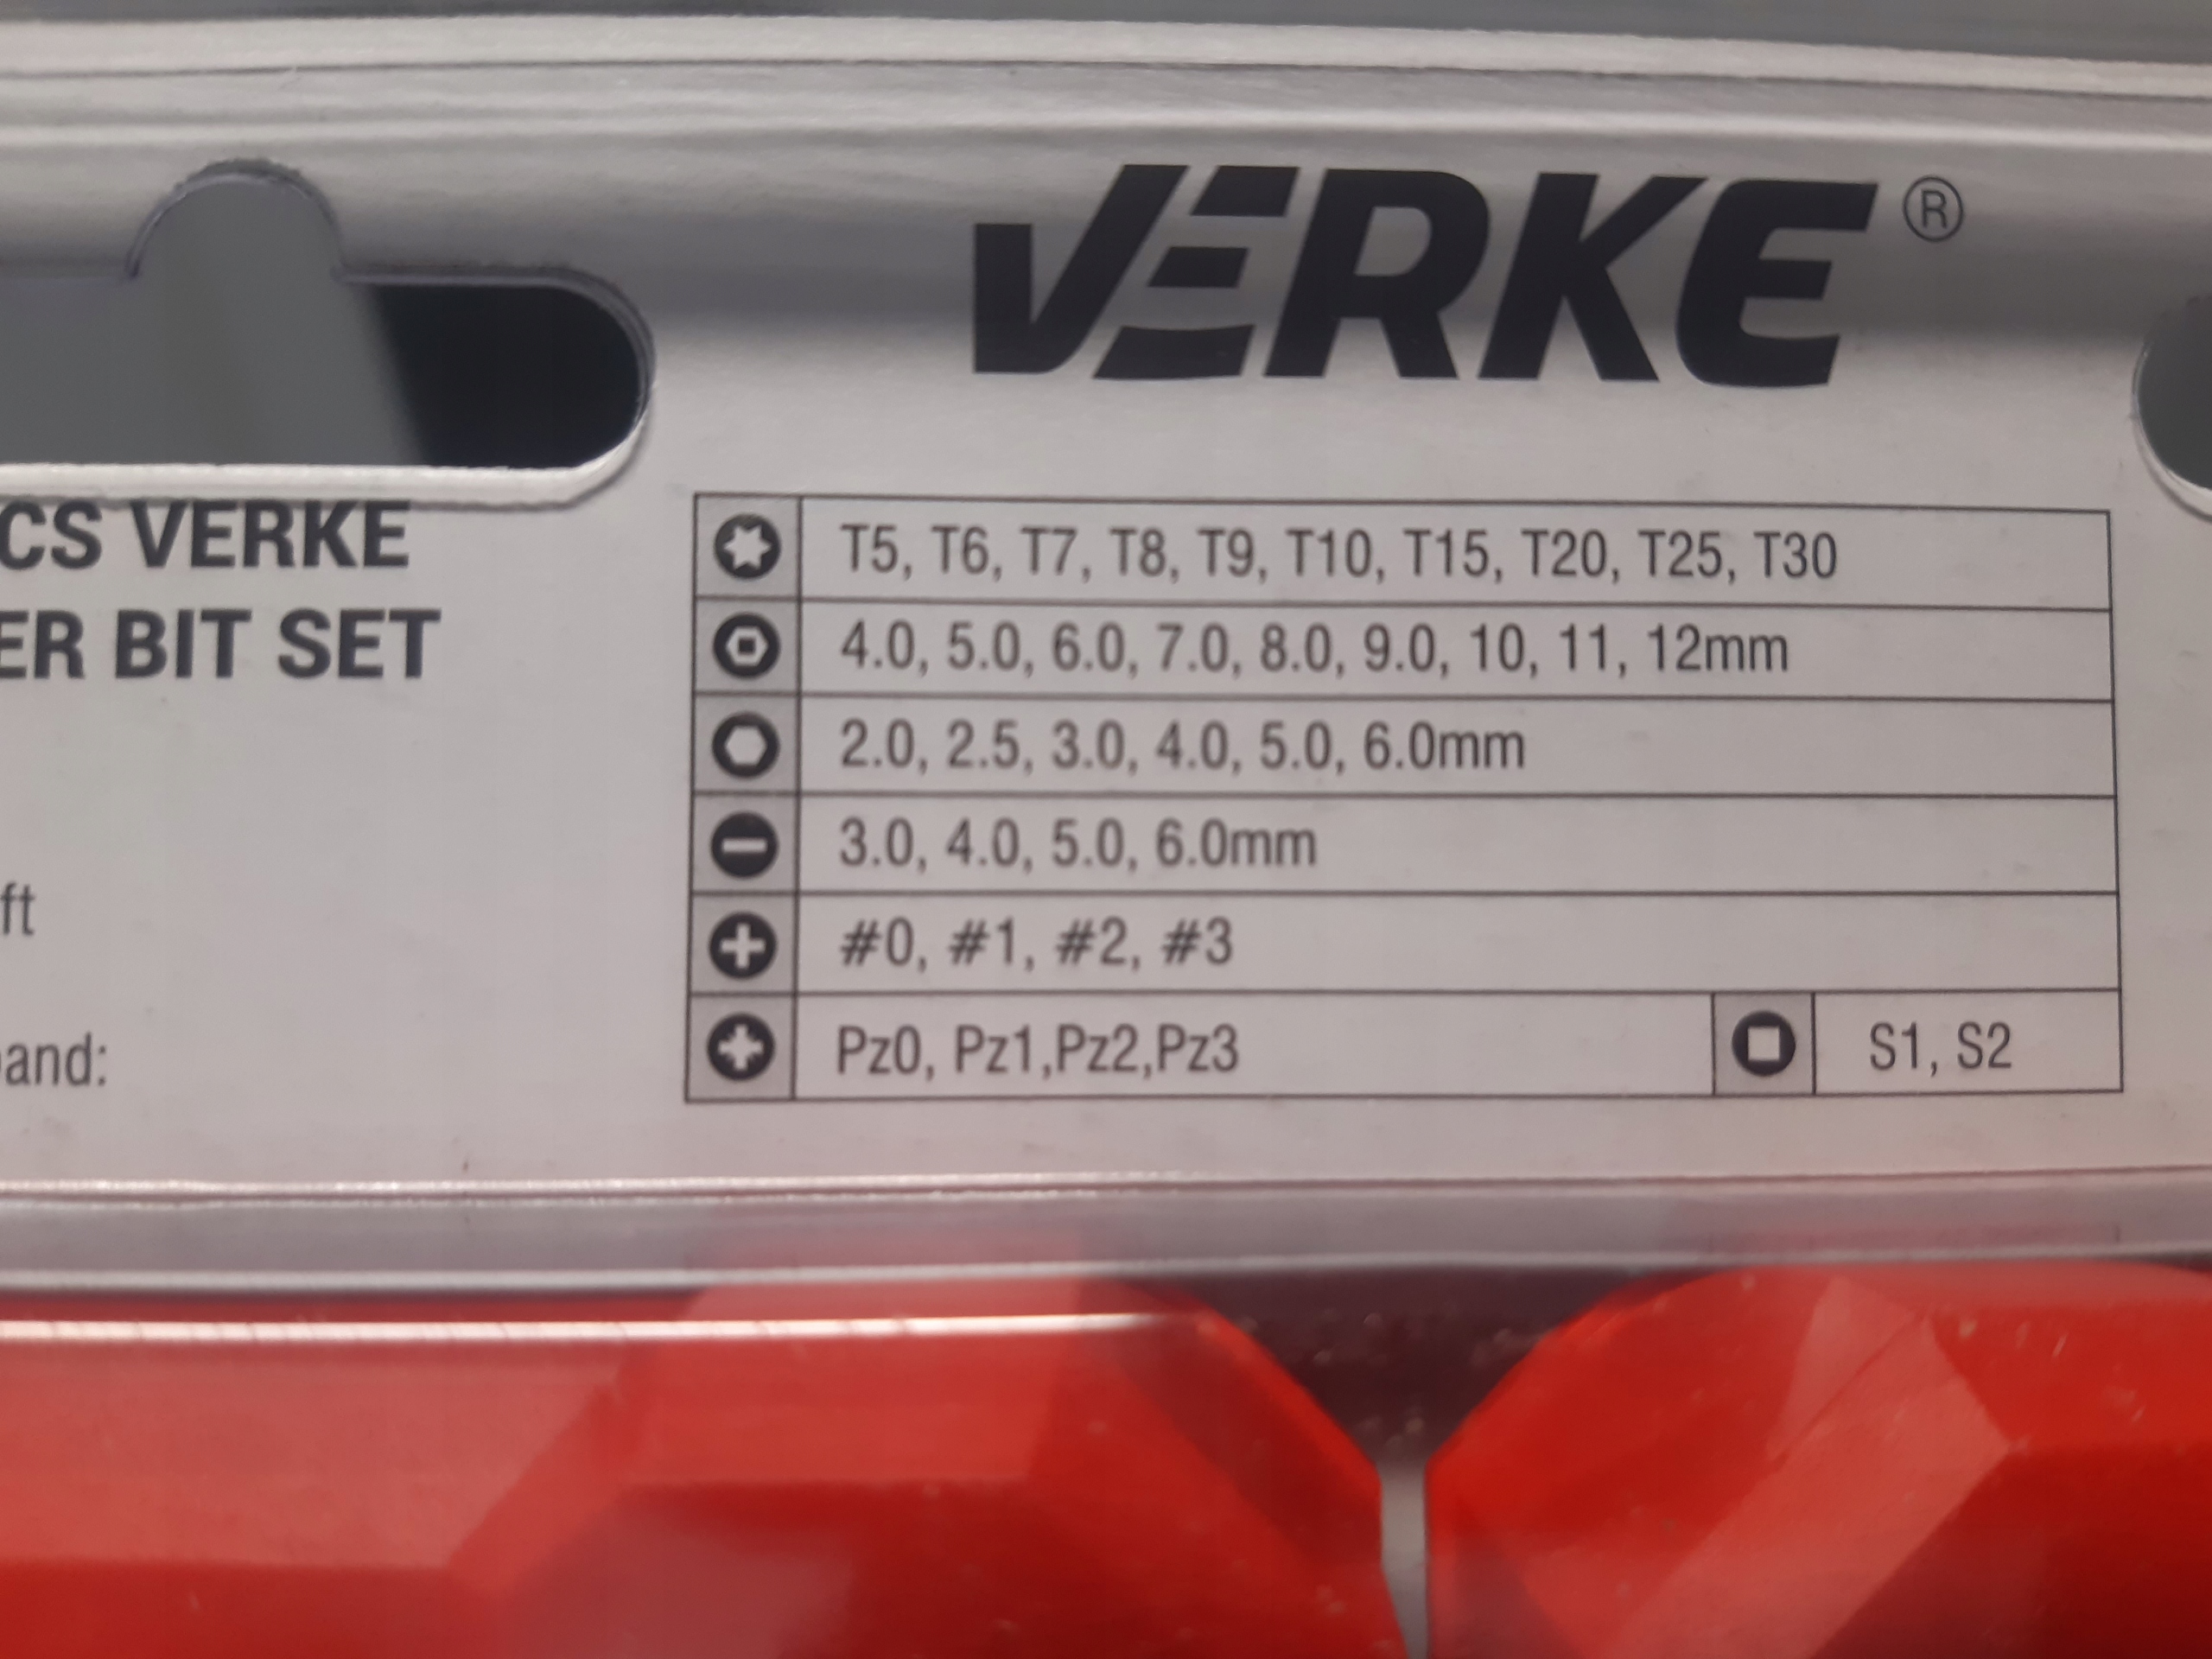 VERKE®
CS VERKE
ER BIT SET
ft
and:
T5, T6, T7, T8, T9, T10, T15, T20, T25, T30
4.0, 5.0, 6.0, 7.0, 8.0, 9.0, 10, 11, 12mm
2.0, 2.5, 3.0, 4.0, 5.0, 6.0mm
3.0, 4.0, 5.0, 6.0mm
#0, #1, #2, #3
Pz0, Pz1,Pz2,Pz3
S1, S2